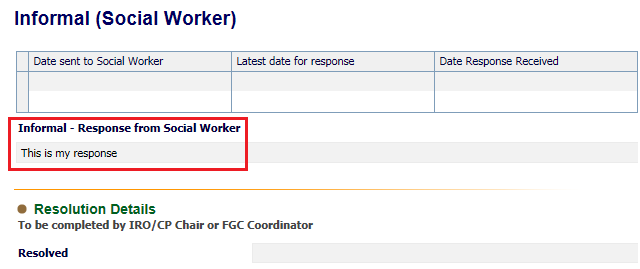 Informal (Social Worker)
Date sent to Social Worker Latest date for response Date Response Received
Informal - Response from Social Worker
This is my response
Resolution Details
To be completed by IRO/CP Chair or FGC Coordinator
Resolved